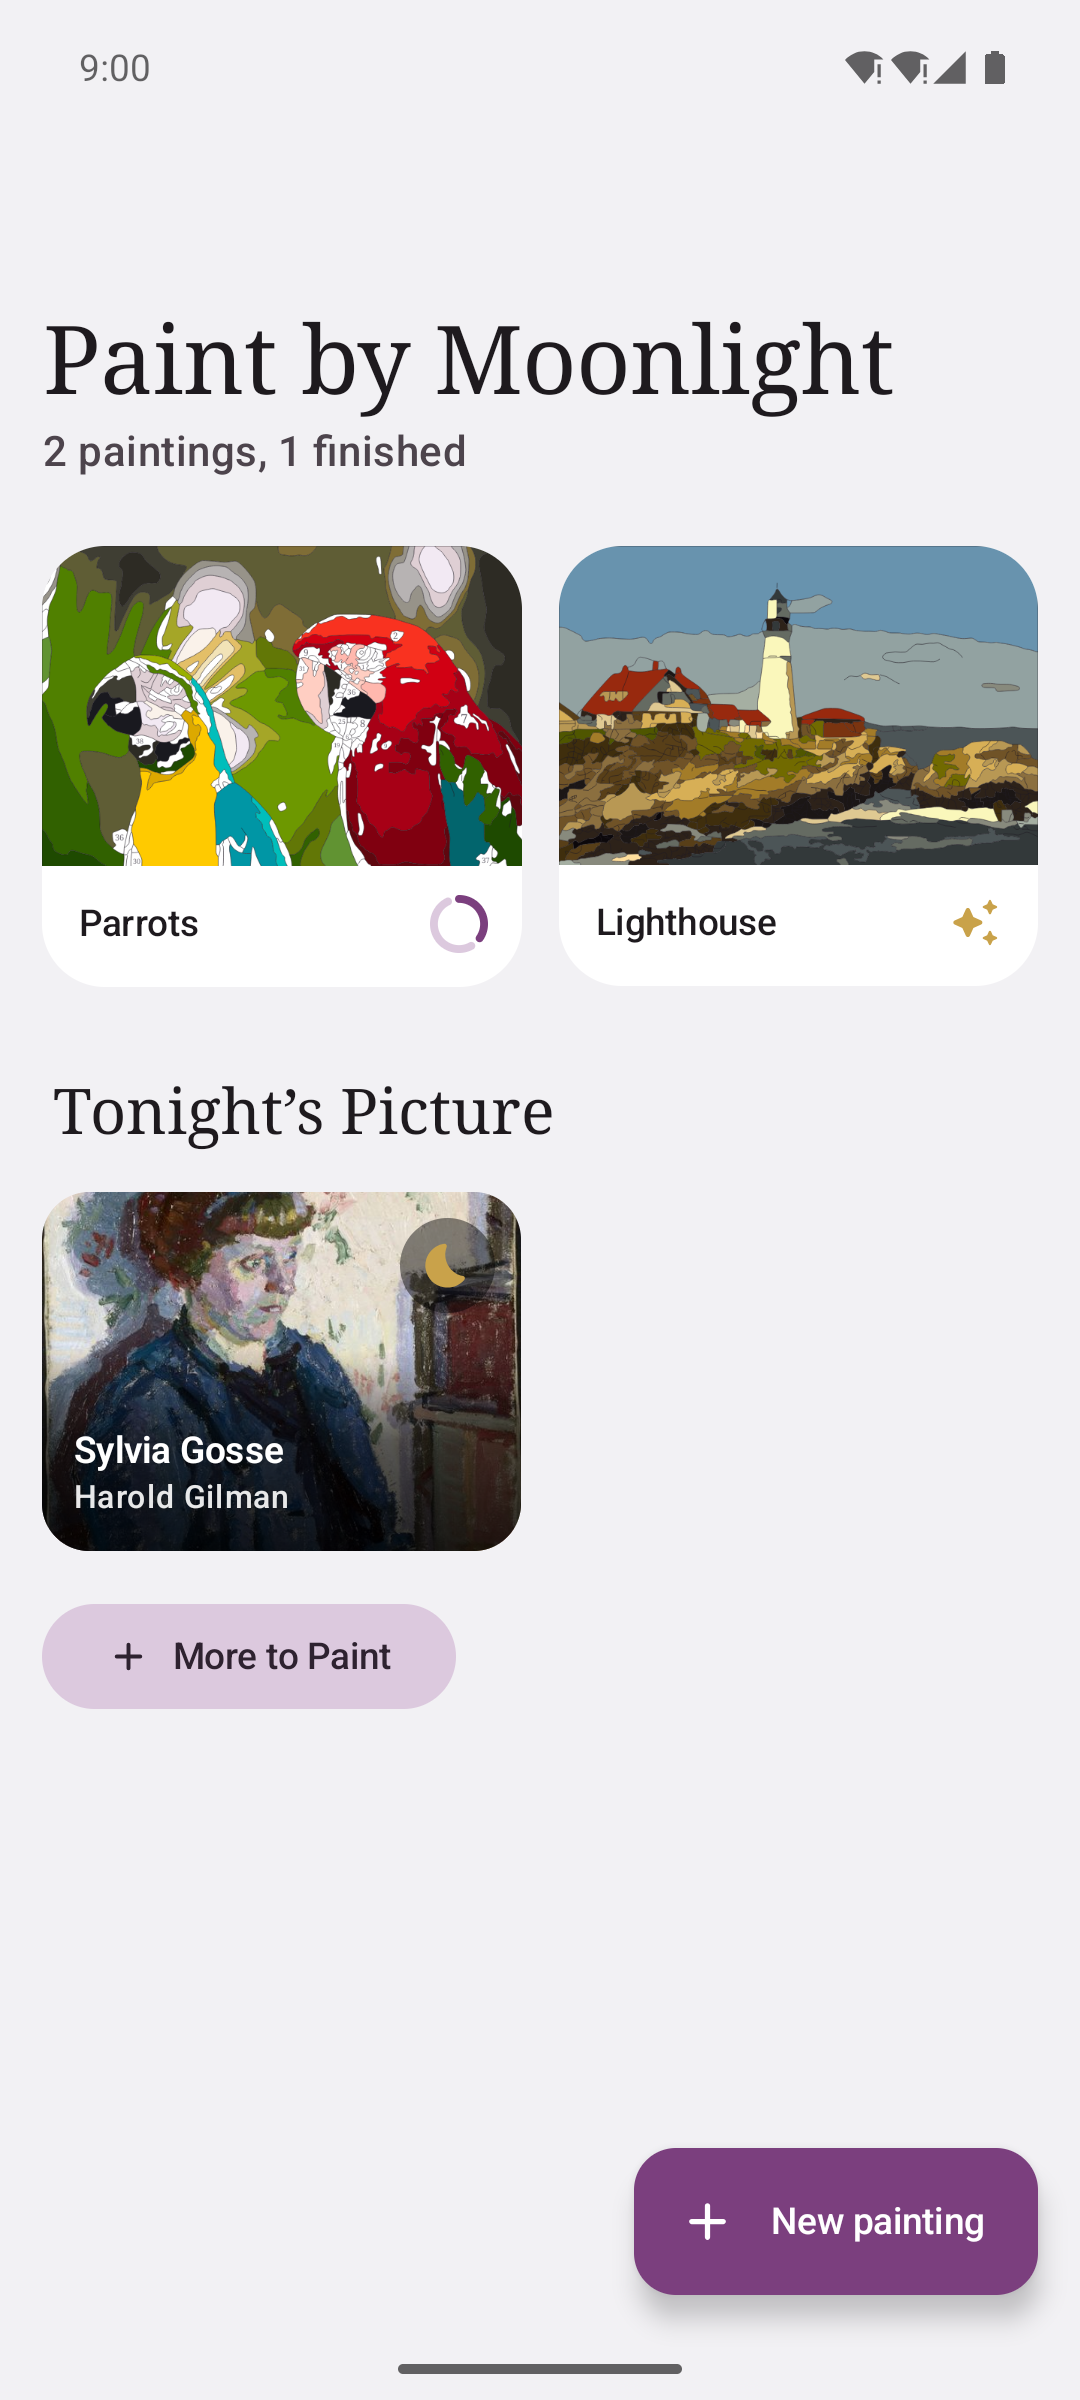 9:00
Paint by Moonlight
2 paintings, 1 finished
Parrots
Lighthouse
Tonight’s Picture
Sylvia Gosse
Harold Gilman
More to Paint
New painting